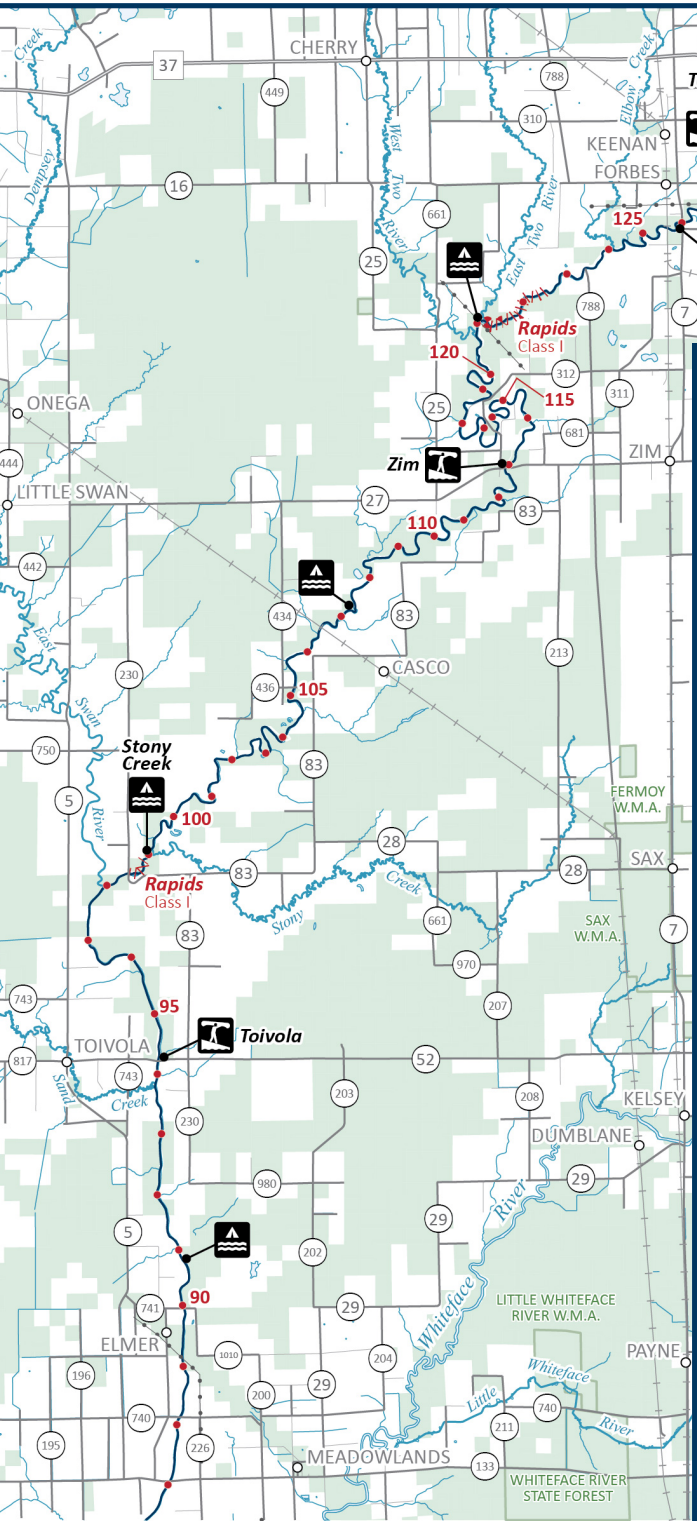 CHERRY
37
Creek
788
Elbow Creek
T
449
310
KEENAN
FORBES
Dempsey
West Two River
East Two River
16
661
125
25
788
7
Rapids
Class I
120
312
115
311
ONEGA
25
681
444
Zim
ZIM
LITTLE SWAN
27
83
110
442
434
83
East Swan River
CASCO
213
230
436
105
750
Stony
Creek
83
5
FERMOY
W.M.A.
100
28
SAX
Rapids
Class I
83
28
Stony Creek
661
SAX
W.M.A.
83
7
970
743
95
207
TOIVOLA
Toivola
817
743
52
Sand Creek
203
208
KELSEY
230
DUMBLANE
980
29
5
29
202
Whiteface River
90
LITTLE WHITEFACE
RIVER W.M.A.
741
29
ELMER
PAYNE
1010
204
196
29
Little Whiteface River
200
740
740
211
195
226
MEADOWLANDS
133
WHITEFACE RIVER
STATE FOREST